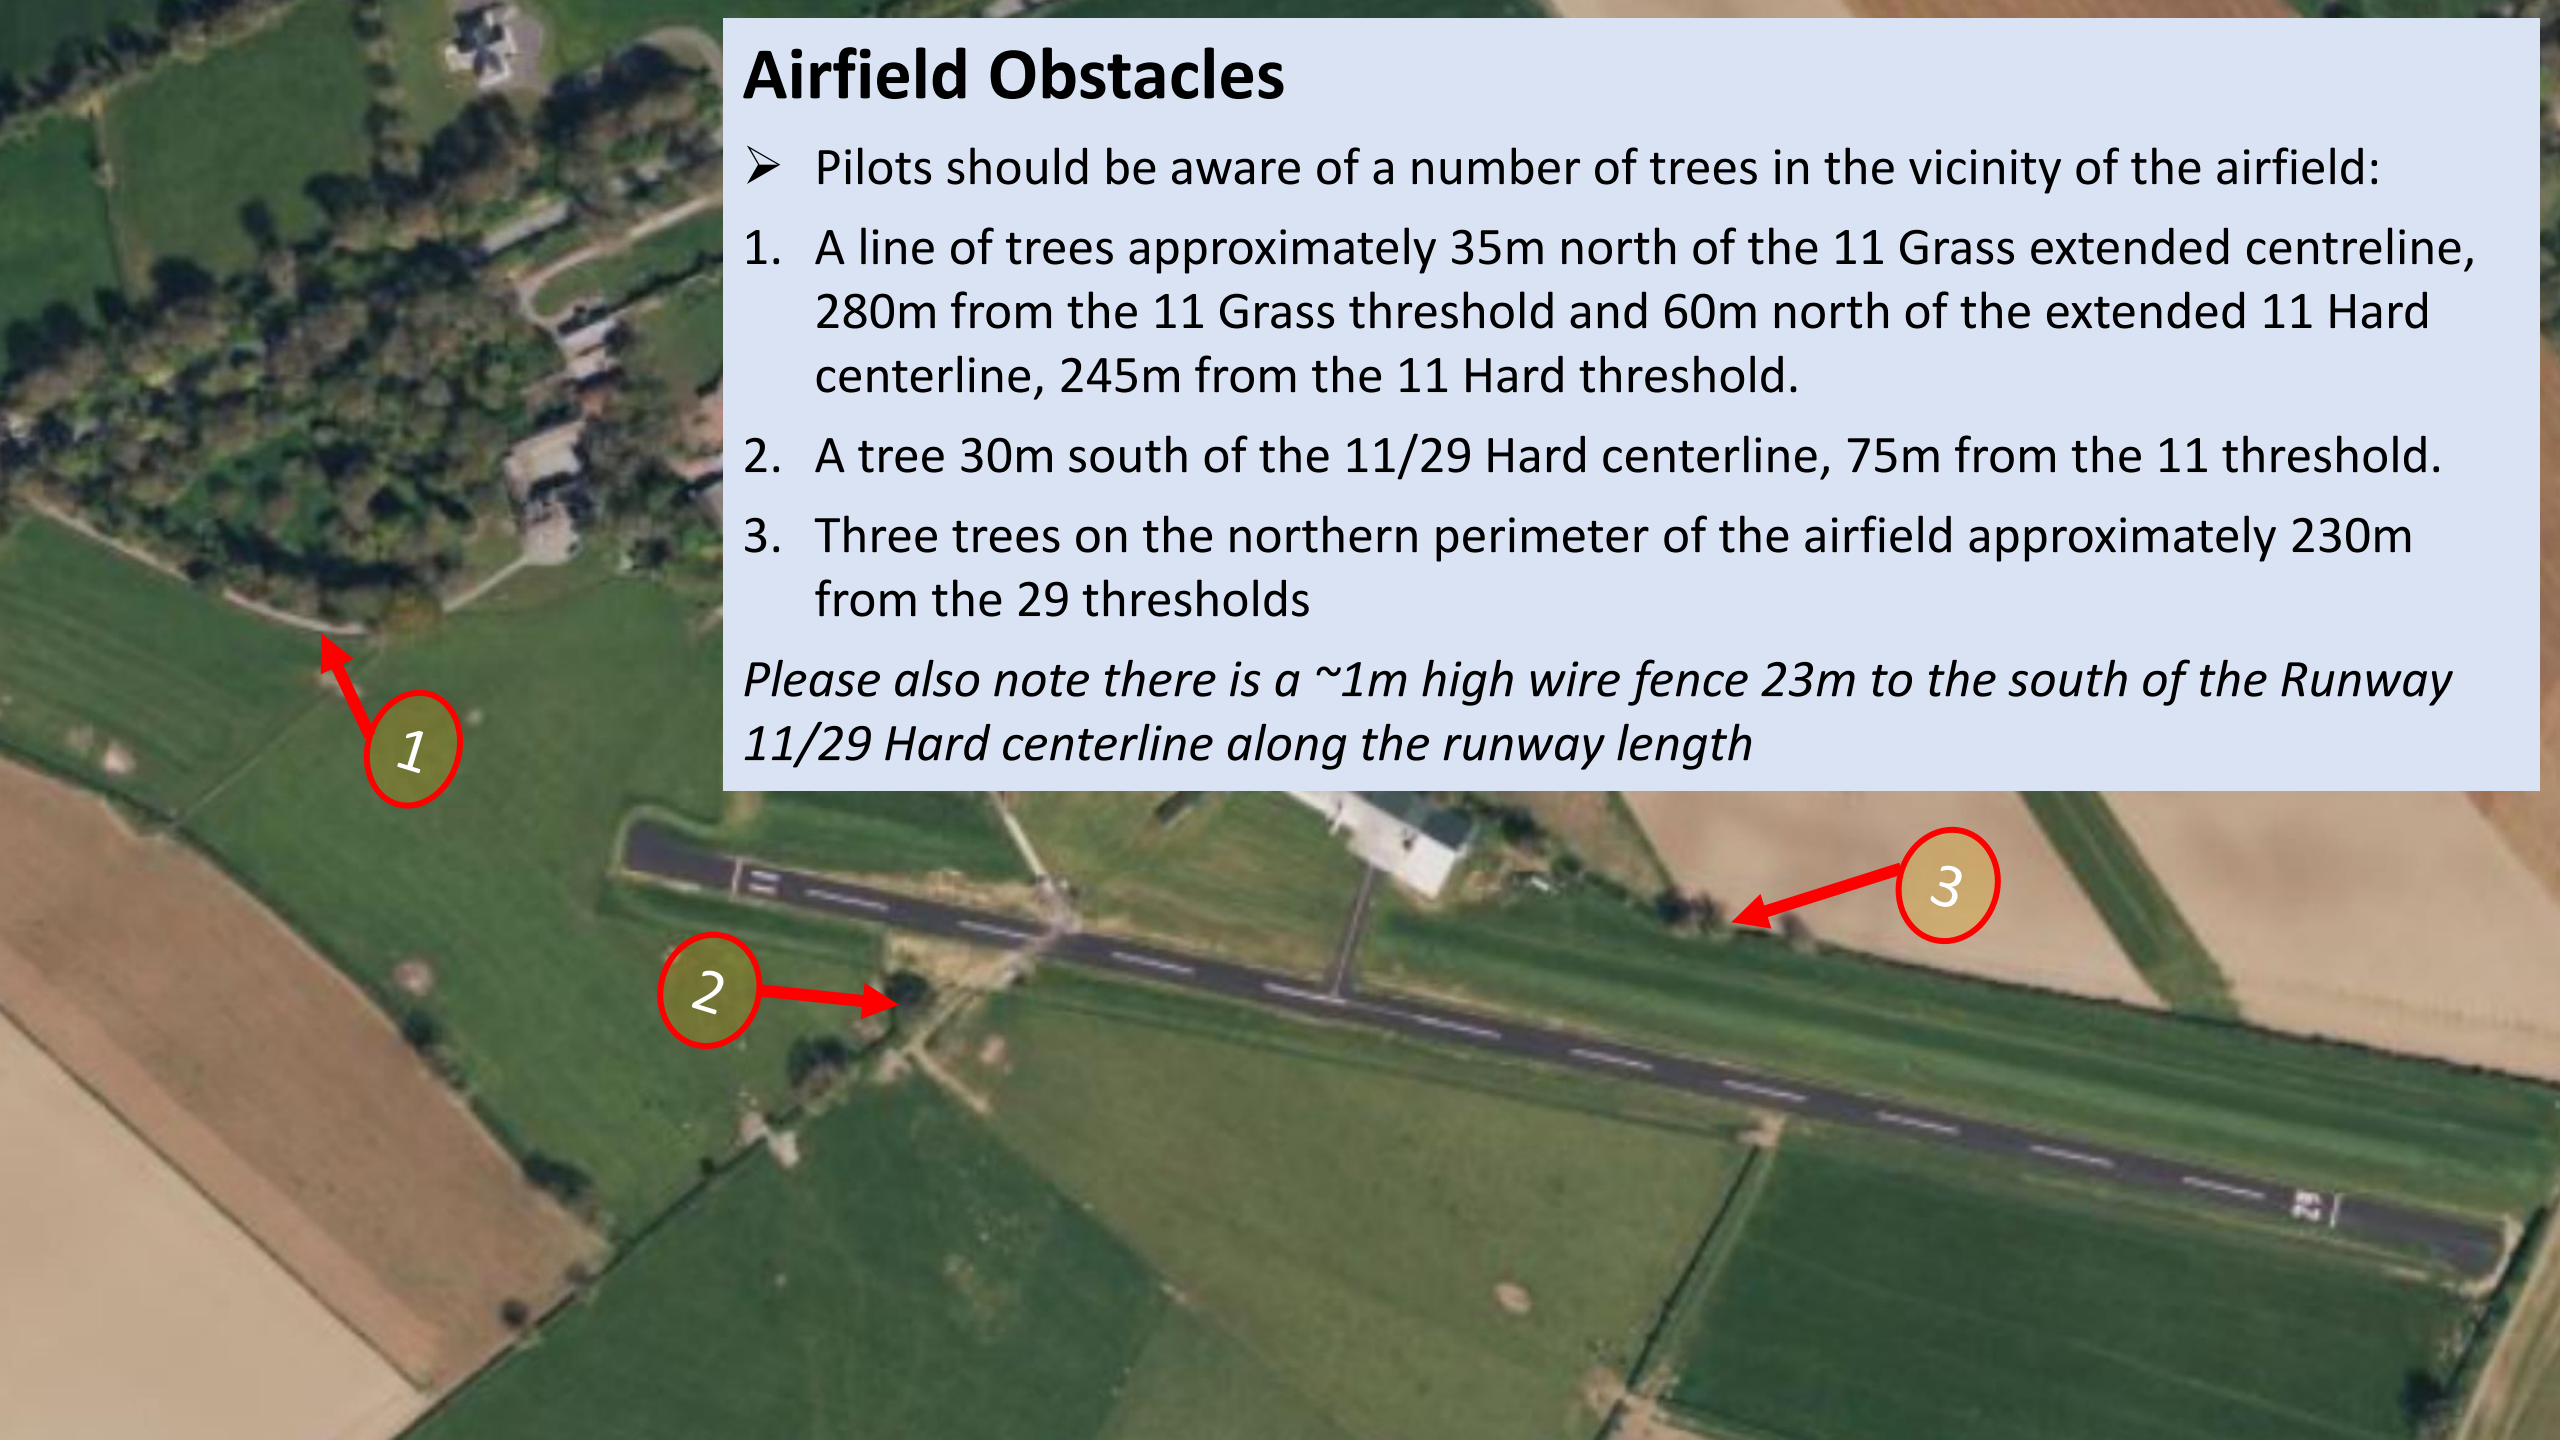 Airfield Obstacles
➢ Pilots should be aware of a number of trees in the vicinity of the airfield:
1. A line of trees approximately 35m north of the 11 Grass extended centreline,
280m from the 11 Grass threshold and 60m north of the extended 11 Hard
centerline, 245m from the 11 Hard threshold.
2. A tree 30m south of the 11/29 Hard centerline, 75m from the 11 threshold.
3. Three trees on the northern perimeter of the airfield approximately 230m
from the 29 thresholds
Please also note there is a ~1m high wire fence 23m to the south of the Runway
11/29 Hard centerline along the runway length
1
11
3
2
29